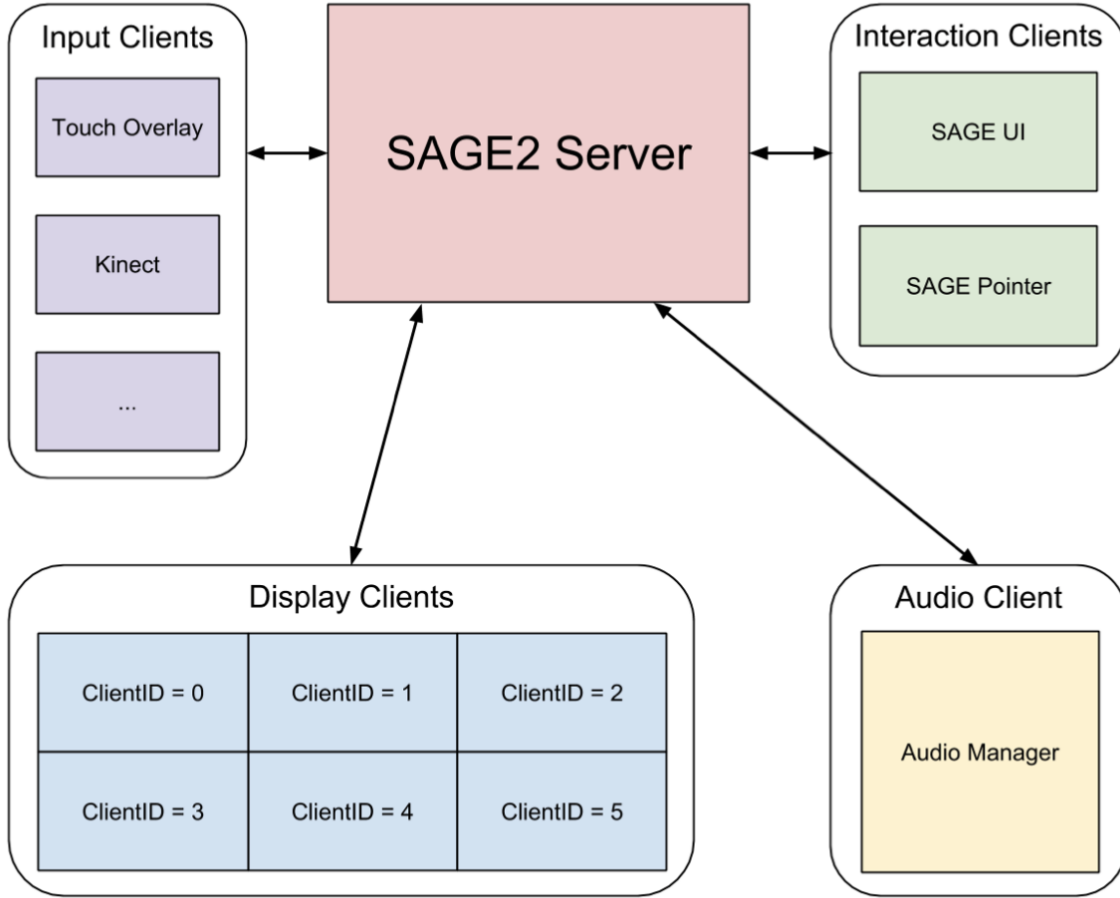 Input Clients
Touch Overlay
Kinect
...
SAGE2 Server
Interaction Clients
SAGE UI
SAGE Pointer
Display Clients
ClientID = 0
ClientID = 1
ClientID = 2
ClientID = 3
ClientID = 4
ClientID = 5
Audio Client
Audio Manager